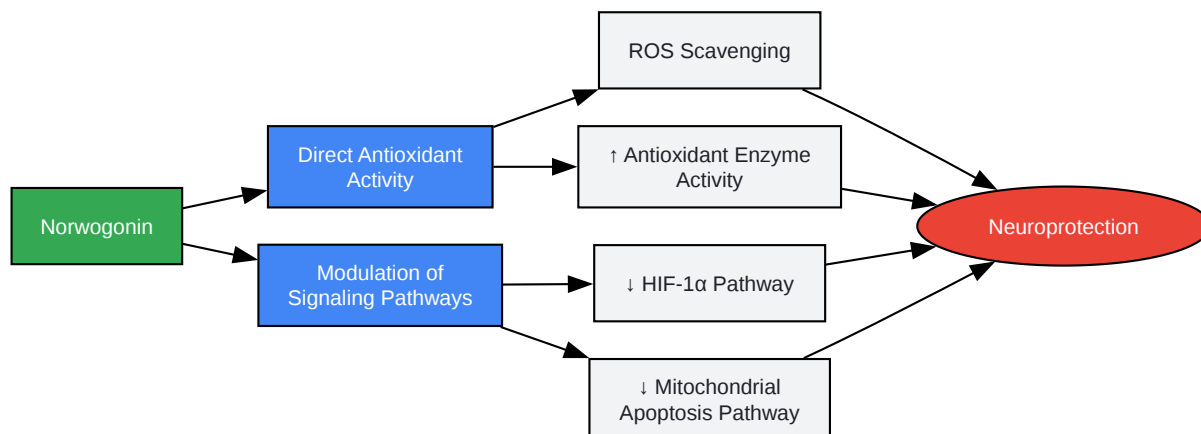 Norwogonin
Direct Antioxidant
Activity
Modulation of
Signaling Pathways
ROS Scavenging
↑ Antioxidant Enzyme
Activity
↓ HIF-1α Pathway
↓ Mitochondrial
Apoptosis Pathway
Neuroprotection